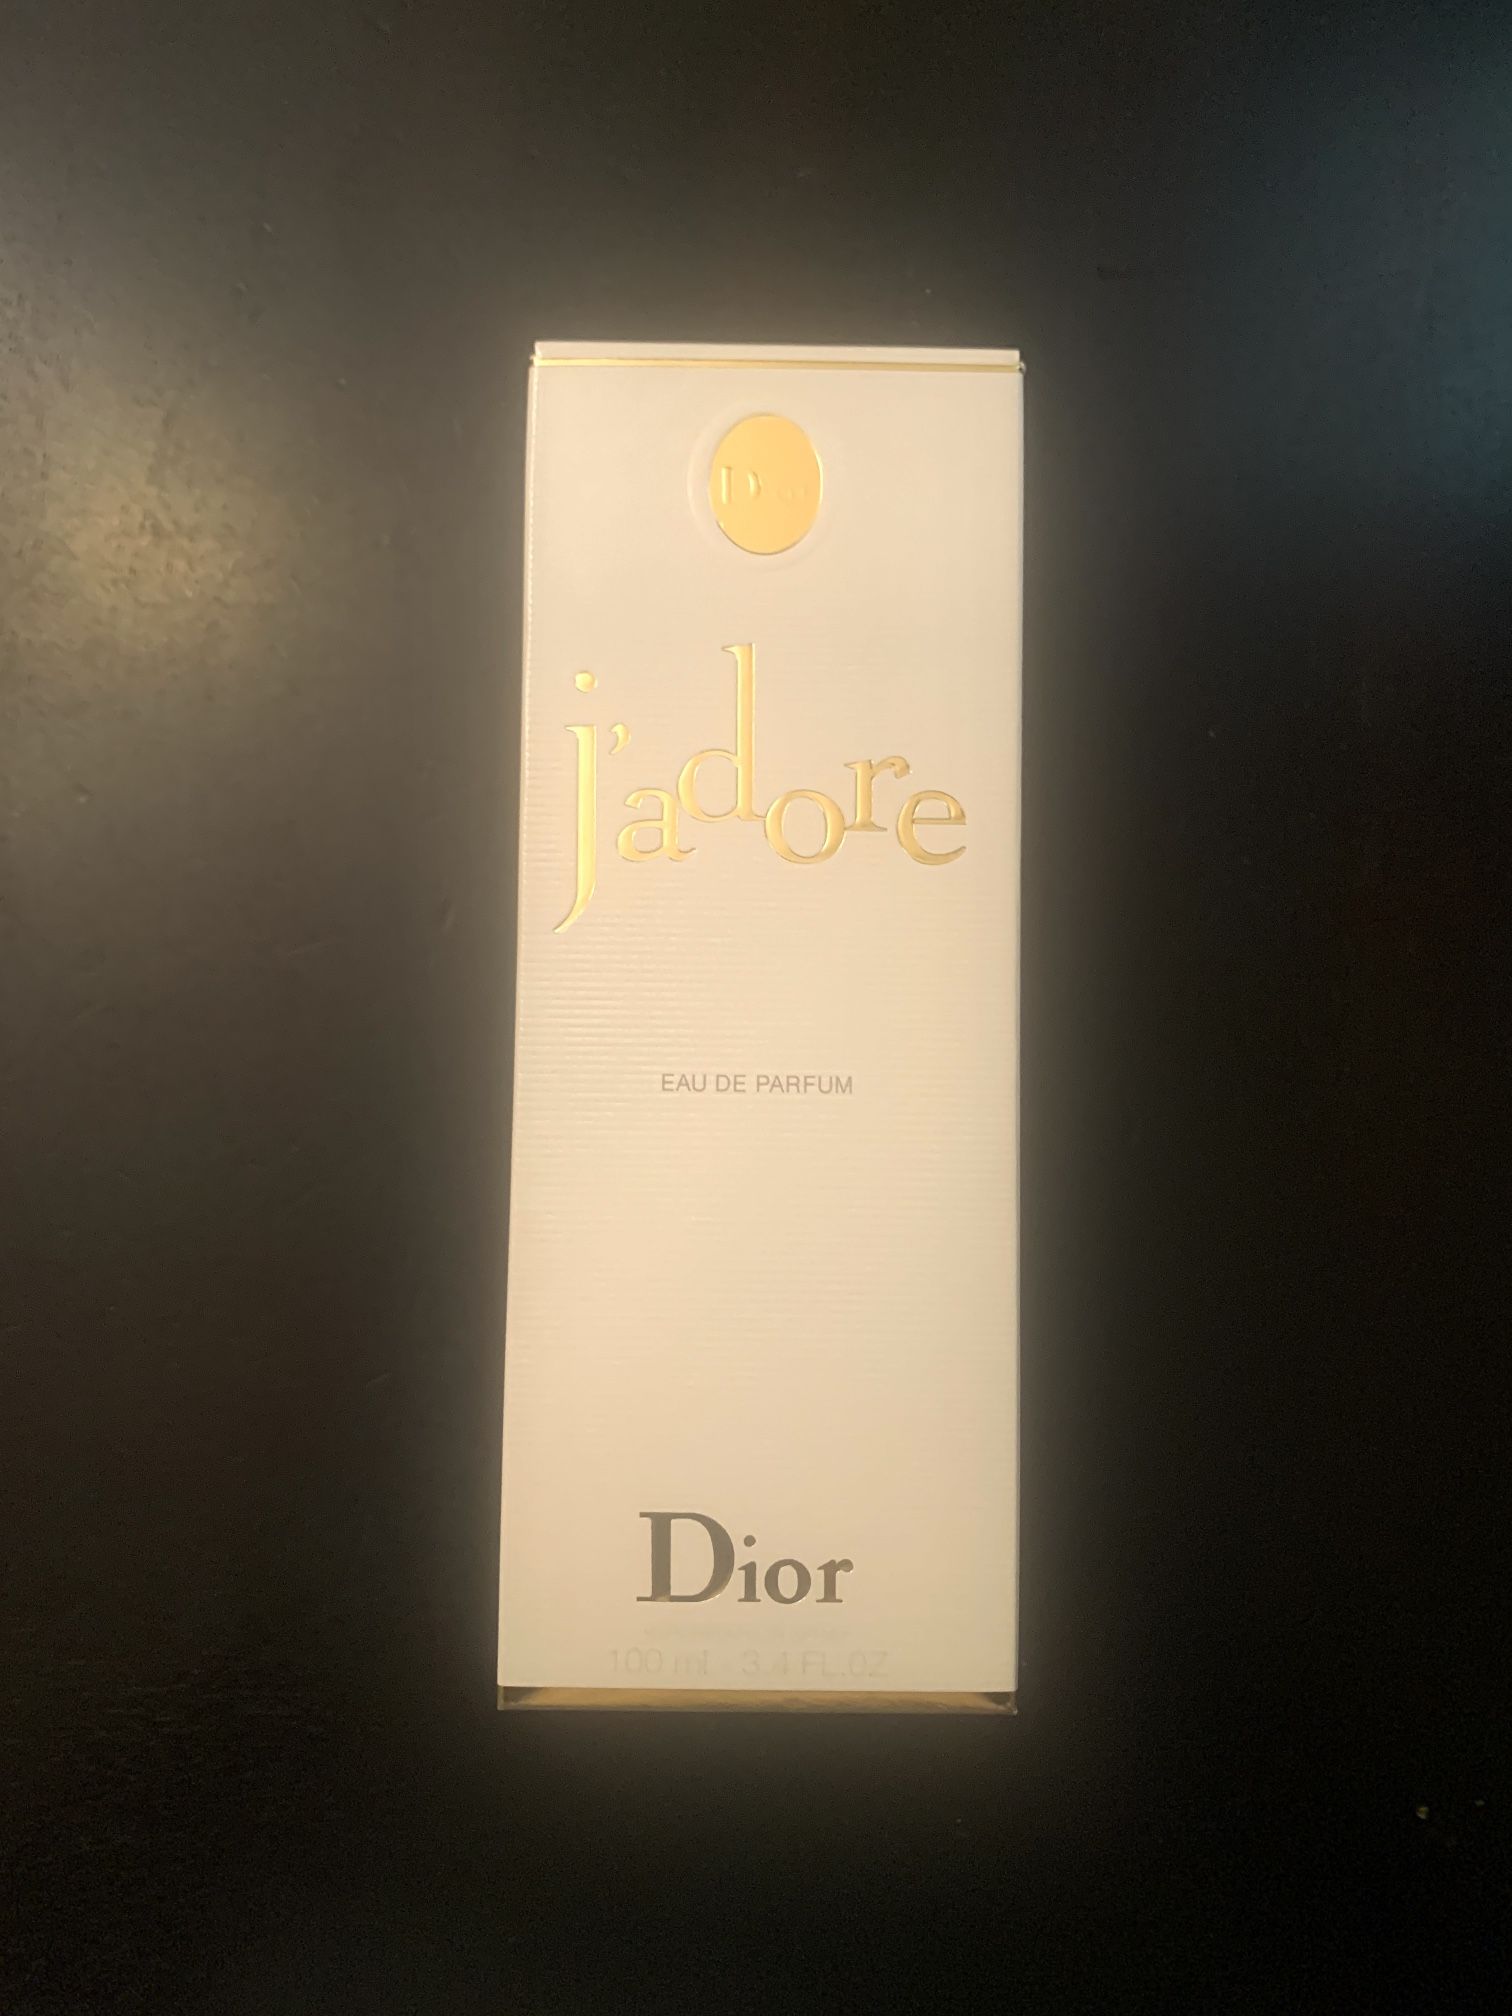 Dior
j'adore
EAU DE PARFUM
Dior
100 ml - 3.4 FL.OZ